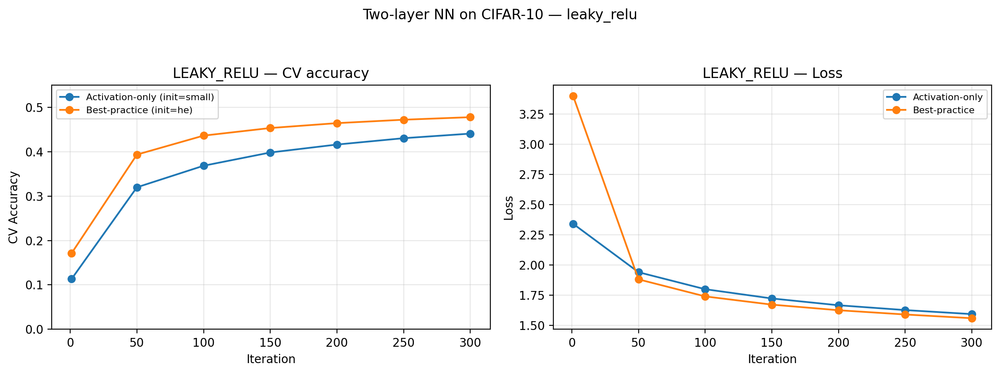 Two-layer NN on CIFAR-10 — leaky_relu
LEAKY_RELU — CV accuracy
Activation-only (init=small)
Best-practice (init=he)
CV Accuracy
0.5
0.4
0.3
0.2
0.1
0.0
0 50 100 150 200 250 300
Iteration
LEAKY_RELU — Loss
Activation-only
Best-practice
Loss
3.25
3.00
2.75
2.50
2.25
2.00
1.75
1.50
0 50 100 150 200 250 300
Iteration